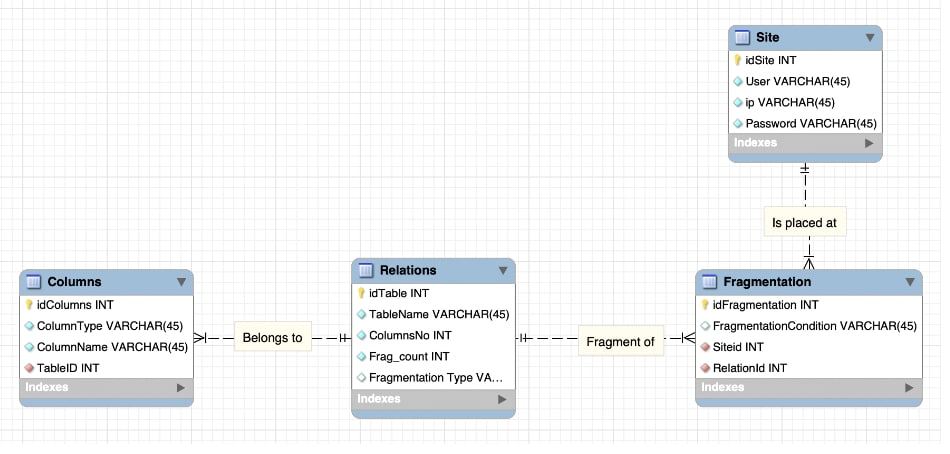 Site
idSite INT
User VARCHAR(45)
ip VARCHAR(45)
Password VARCHAR(45)
Indexes
Is placed at
Columns
idColumns INT
ColumnType VARCHAR(45)
ColumnName VARCHAR(45)
TableID INT
Indexes
Belongs to
Relations
idTable INT
TableName VARCHAR(45)
ColumnsNo INT
Frag_count INT
Fragmentation Type VA...
Indexes
Fragment of
Fragmentation
idFragmentation INT
FragmentationCondition VARCHAR(45)
Siteid INT
RelationId INT
Indexes